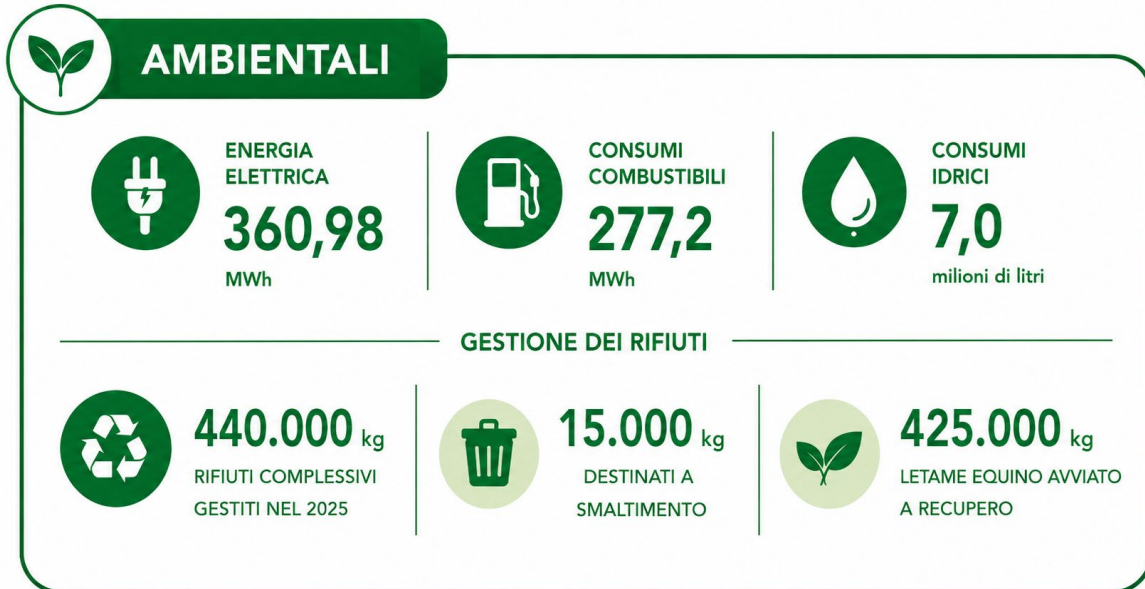 AMBIENTALI
ENERGIA
ELETTRICA
360,98
MWh
CONSUMI
COMBUSTIBILI
277,2
MWh
CONSUMI
IDRICI
7,0
milioni di litri
GESTIONE DEI RIFIUTI
440.000 kg
RIFIUTI COMPLESSIVI
GESTITI NEL 2025
15.000 kg
DESTINATI A
SMALTIMENTO
425.000 kg
LETAME EQUINO AVVIATO
A RECUPERO